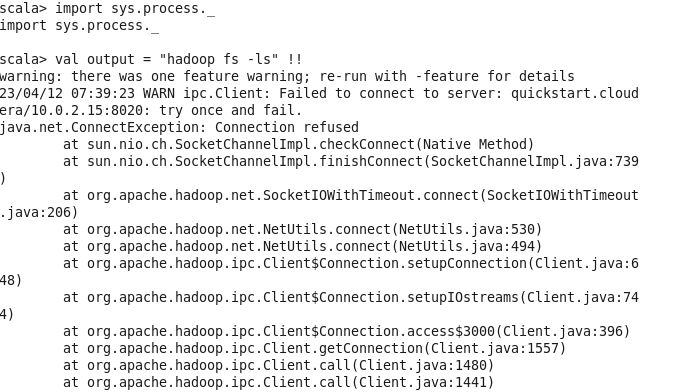 scala> import sys.process._
import sys.process._
scala> val output = "hadoop fs -ls" !!
warning: there was one feature warning; re-run with -feature for details
23/04/12 07:39:23 WARN ipc.Client: Failed to connect to server: quickstart.cloud
era/10.0.2.15:8020: try once and fail.
java.net.ConnectException: Connection refused
at sun.nio.ch.SocketChannelImpl.checkConnect(Native Method)
at sun.nio.ch.SocketChannelImpl.finishConnect(SocketChannelImpl.java:739
)
at org.apache.hadoop.net.SocketIOWithTimeout.connect(SocketIOWithTimeout
.java:206)
at org.apache.hadoop.net.NetUtils.connect(NetUtils.java:530)
at org.apache.hadoop.net.NetUtils.connect(NetUtils.java:494)
at org.apache.hadoop.ipc.Client$Connection.setupConnection(Client.java:6
48)
at org.apache.hadoop.ipc.Client$Connection.setupIOstreams(Client.java:74
4)
at org.apache.hadoop.ipc.Client$Connection.access$3000(Client.java:396)
at org.apache.hadoop.ipc.Client.getConnection(Client.java:1557)
at org.apache.hadoop.ipc.Client.call(Client.java:1480)
at org.apache.hadoop.ipc.Client.call(Client.java:1441)